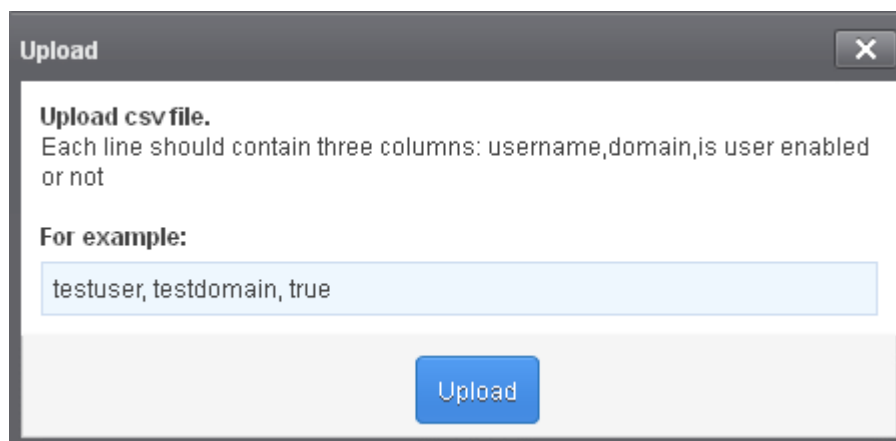 Upload
Upload csv file.
Each line should contain three columns: username,domain,is user enabled
or not
For example:
testuser, testdomain, true
Upload